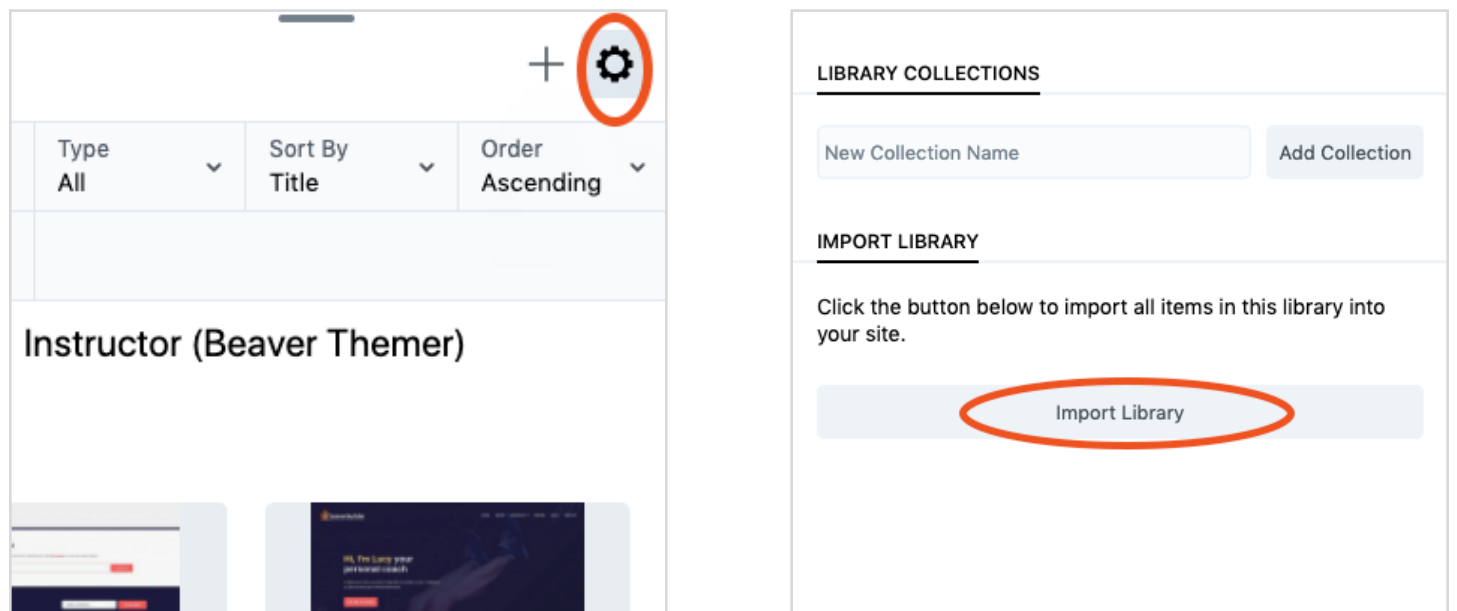 Type
All
Sort By
Title
Order
Ascending
Instructor (Beaver Themer)
Hi, I'm Lucy your
personal coach
LIBRARY COLLECTIONS
New Collection Name
Add Collection
IMPORT LIBRARY
Click the button below to import all items in this library into
your site.
Import Library